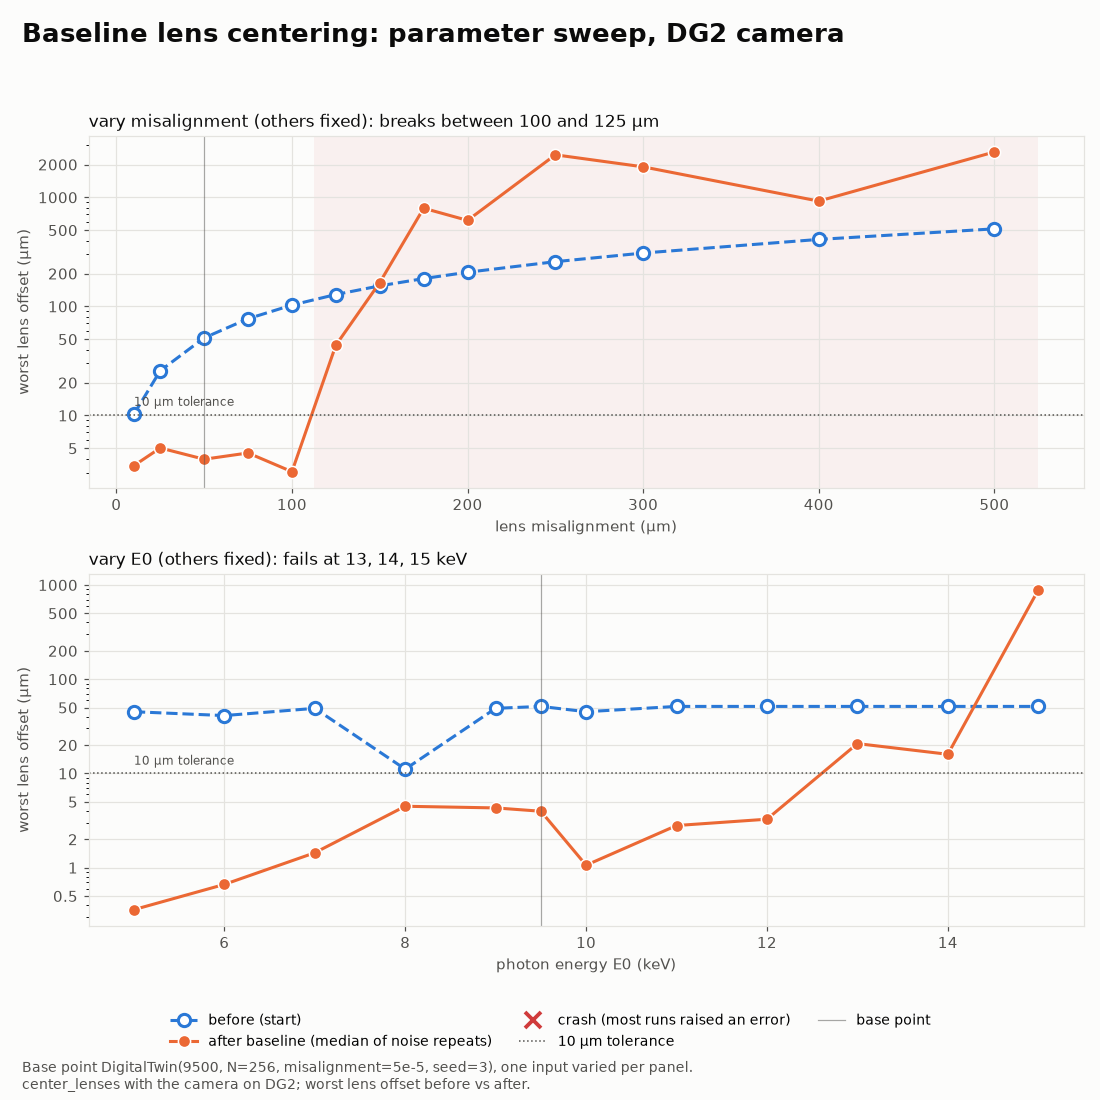 Baseline lens centering: parameter sweep, DG2 camera
vary misalignment (others fixed): breaks between 100 and 125 µm
worst lens offset (µm)
2000
1000
500
200
100
50
20
10
5
10 µm tolerance
0 100 200 300 400 500
lens misalignment (µm)
vary E0 (others fixed): fails at 13, 14, 15 keV
worst lens offset (µm)
1000
500
200
100
50
20
10
5
2
1
0.5
10 µm tolerance
6 8 10 12 14
photon energy E0 (keV)
before (start)
after baseline (median of noise repeats)
crash (most runs raised an error)
10 µm tolerance
base point
Base point DigitalTwin(9500, N=256, misalignment=5e-5, seed=3), one input varied per panel.
center_lenses with the camera on DG2; worst lens offset before vs after.